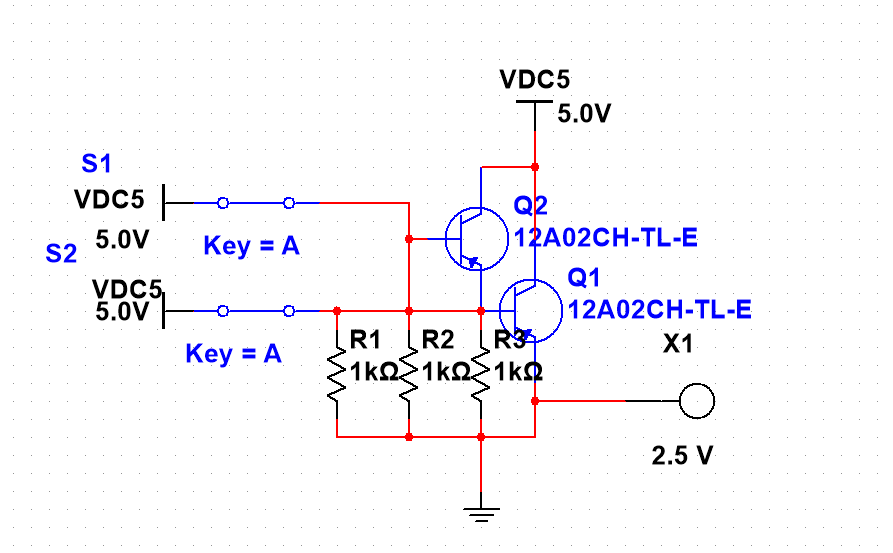 VDC5
5.0V
S1
VDC5
5.0V
Key = A
S2
VDC5
5.0V
Key = A
Q2
12A02CH-TL-E
Q1
12A02CH-TL-E
R1
1kΩ
R2
1kΩ
R3
1kΩ
X1
2.5 V